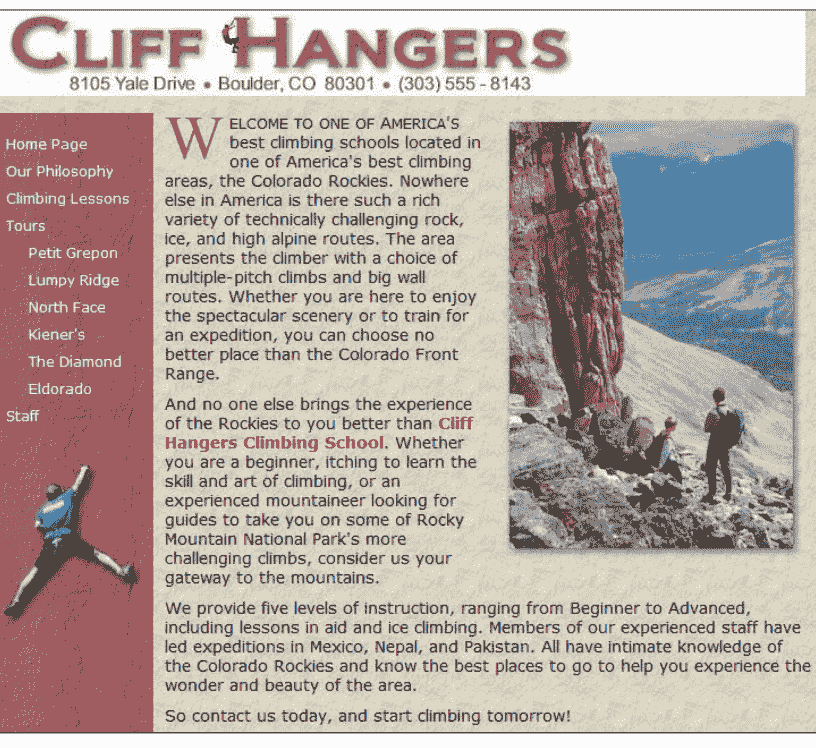 CLIFF HANGERS
8105 Yale Drive • Boulder, CO 80301 • (303) 555 - 8143
Home Page
Our Philosophy
Climbing Lessons
Tours
Petit Grepon
Lumpy Ridge
North Face
Kiener's
The Diamond
Eldorado
Staff
WELCOME TO ONE OF AMERICA'S
best climbing schools located in
one of America's best climbing
areas, the Colorado Rockies. Nowhere
else in America is there such a rich
variety of technically challenging rock,
ice, and high alpine routes. The area
presents the climber with a choice of
multiple-pitch climbs and big wall
routes. Whether you are here to enjoy
the spectacular scenery or to train for
an expedition, you can choose no
better place than the Colorado Front
Range.
And no one else brings the experience
of the Rockies to you better than Cliff
Hangers Climbing School. Whether
you are a beginner, itching to learn the
skill and art of climbing, or an
experienced mountaineer looking for
guides to take you on some of Rocky
Mountain National Park's more
challenging climbs, consider us your
gateway to the mountains.
We provide five levels of instruction, ranging from Beginner to Advanced,
including lessons in aid and ice climbing. Members of our experienced staff have
led expeditions in Mexico, Nepal, and Pakistan. All have intimate knowledge of
the Colorado Rockies and know the best places to go to help you experience the
wonder and beauty of the area.
So contact us today, and start climbing tomorrow!